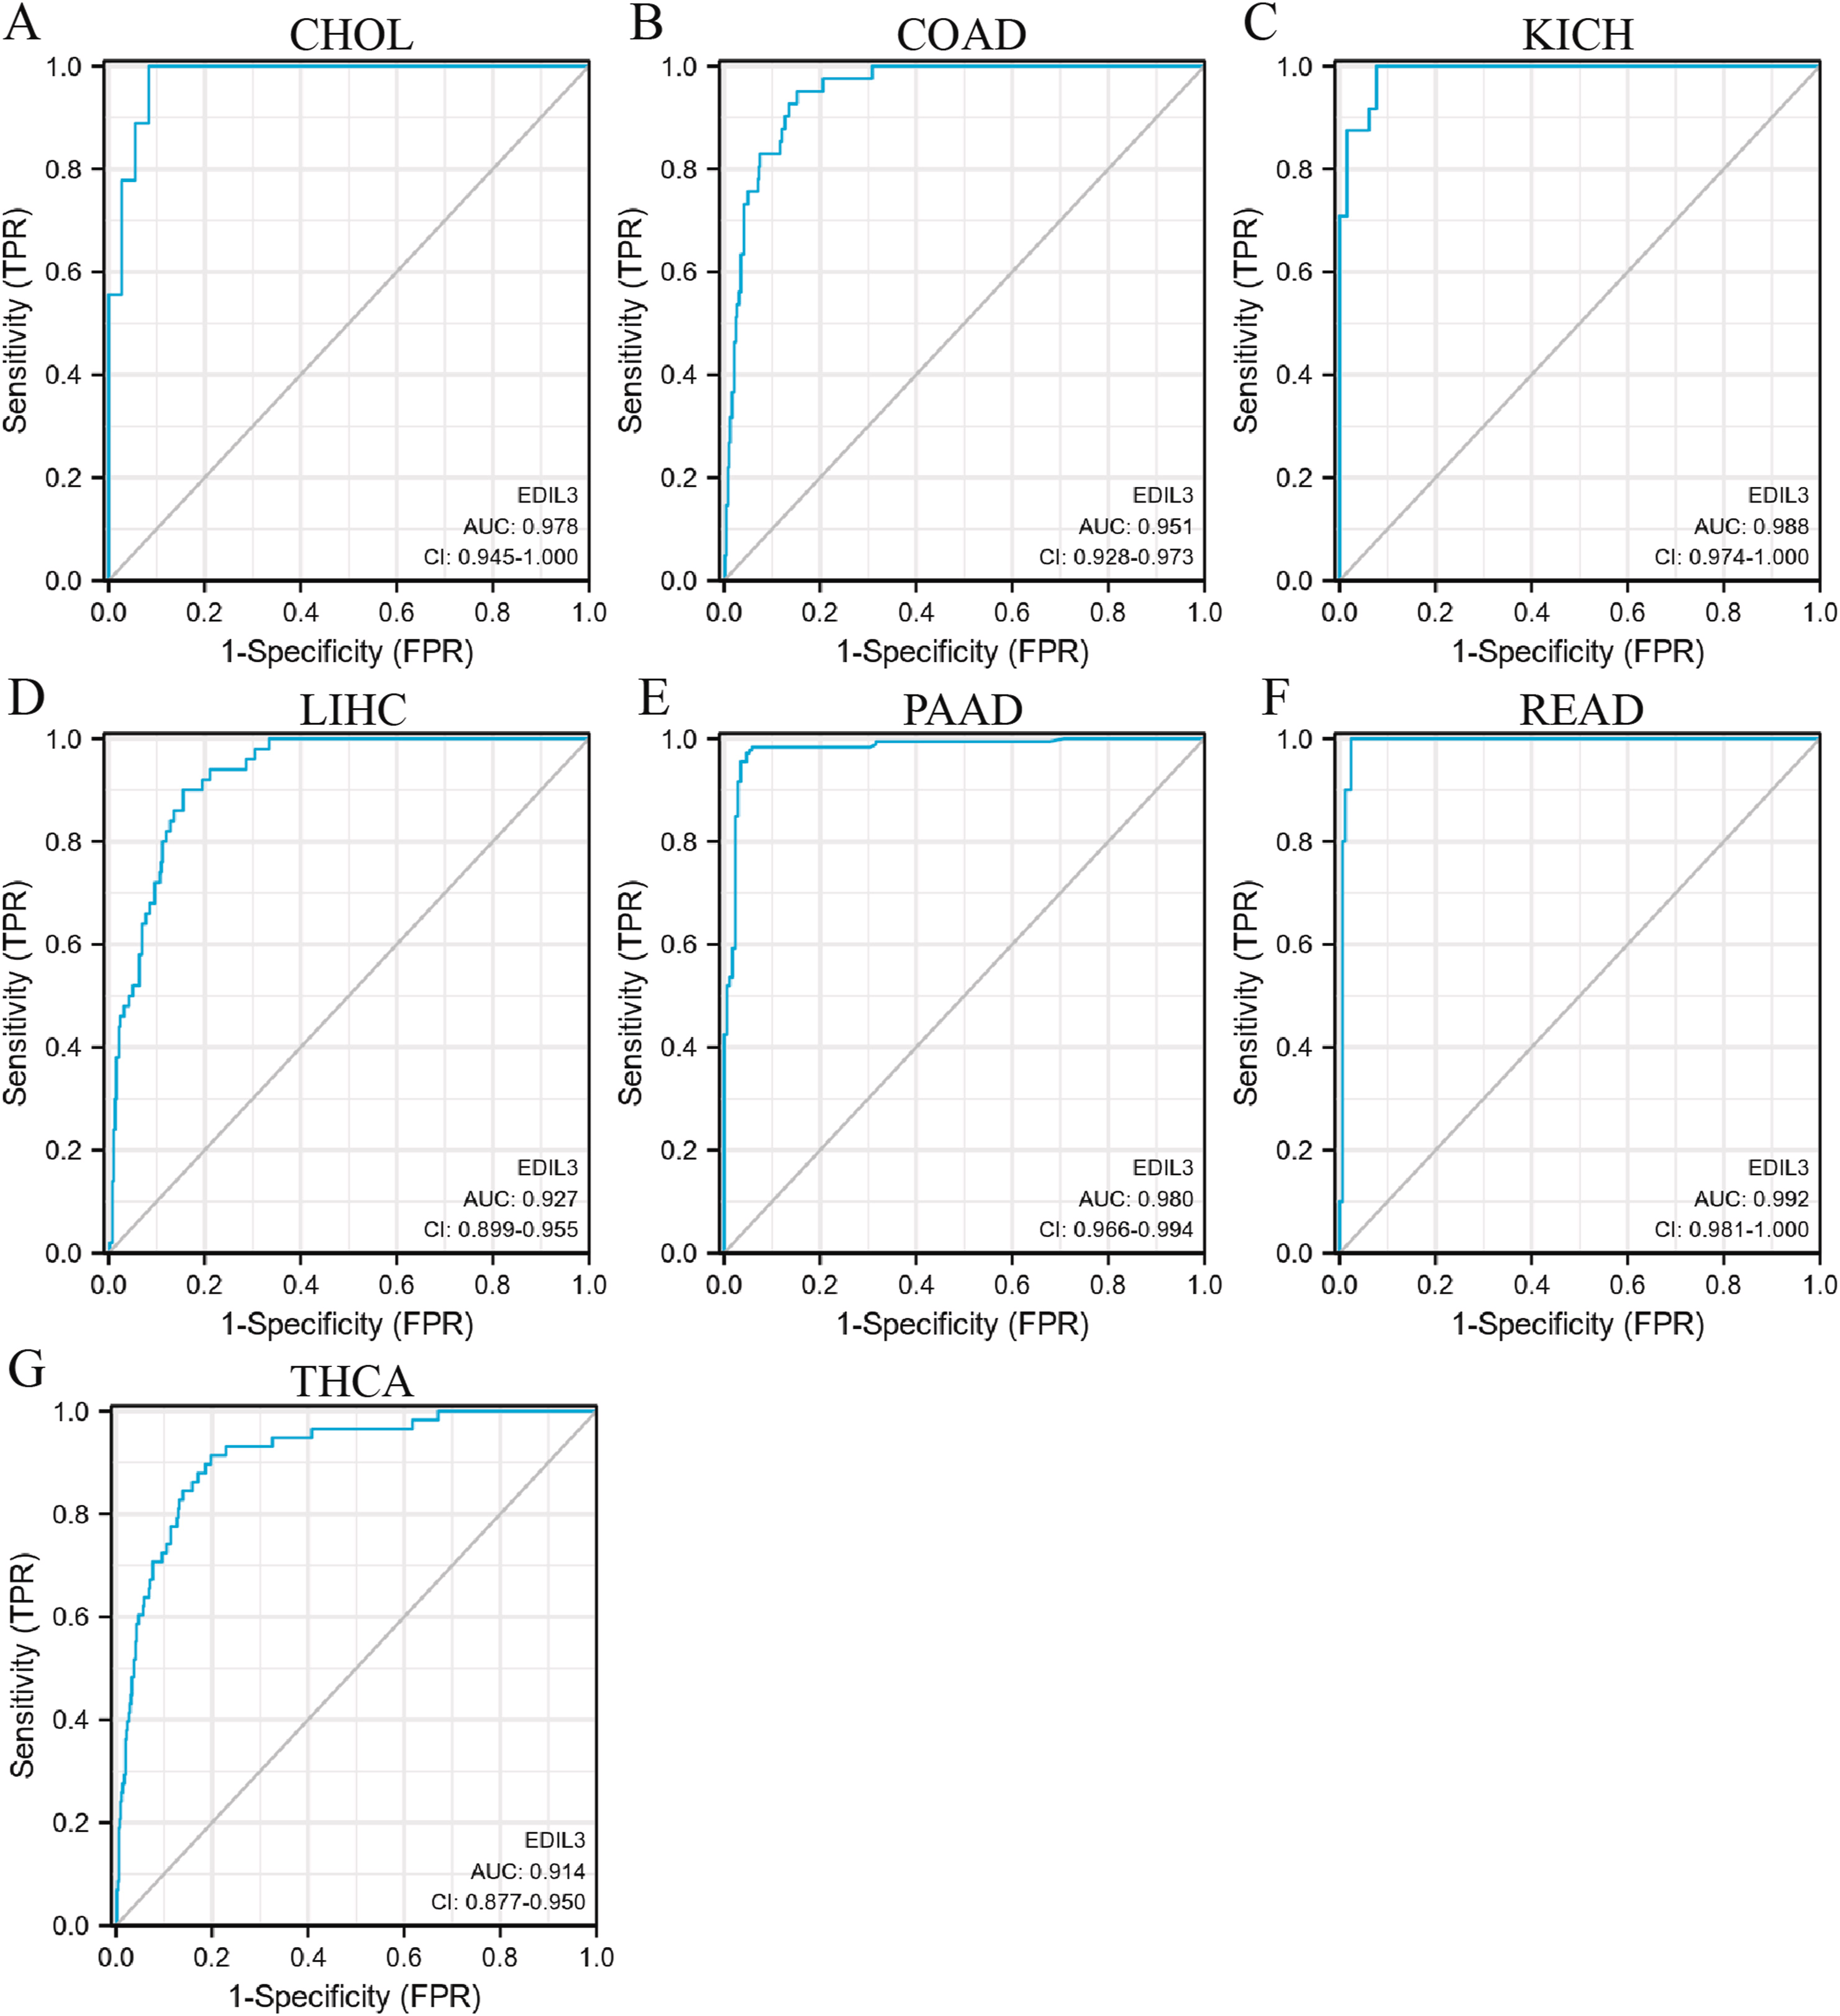 A
CHOL
1.0
0.8
0.6
0.4
0.2
0.0
Sensitivity (TPR)
EDIL3
AUC: 0.978
CI: 0.945-1.000
0.0 0.2 0.4 0.6 0.8 1.0
1-Specificity (FPR)
B
COAD
1.0
0.8
0.6
0.4
0.2
0.0
Sensitivity (TPR)
EDIL3
AUC: 0.951
CI: 0.928-0.973
0.0 0.2 0.4 0.6 0.8 1.0
1-Specificity (FPR)
C
KICH
1.0
0.8
0.6
0.4
0.2
0.0
Sensitivity (TPR)
EDIL3
AUC: 0.988
CI: 0.974-1.000
0.0 0.2 0.4 0.6 0.8 1.0
1-Specificity (FPR)
D
LIHC
1.0
0.8
0.6
0.4
0.2
0.0
Sensitivity (TPR)
EDIL3
AUC: 0.927
CI: 0.899-0.955
0.0 0.2 0.4 0.6 0.8 1.0
1-Specificity (FPR)
E
PAAD
1.0
0.8
0.6
0.4
0.2
0.0
Sensitivity (TPR)
EDIL3
AUC: 0.980
CI: 0.966-0.994
0.0 0.2 0.4 0.6 0.8 1.0
1-Specificity (FPR)
F
READ
1.0
0.8
0.6
0.4
0.2
0.0
Sensitivity (TPR)
EDIL3
AUC: 0.992
CI: 0.981-1.000
0.0 0.2 0.4 0.6 0.8 1.0
1-Specificity (FPR)
G
THCA
1.0
0.8
0.6
0.4
0.2
0.0
Sensitivity (TPR)
EDIL3
AUC: 0.914
CI: 0.877-0.950
0.0 0.2 0.4 0.6 0.8 1.0
1-Specificity (FPR)